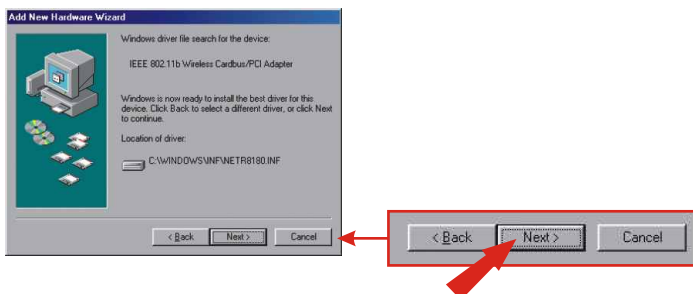 Add New Hardware Wizard
Windows driver file search for the device:
IEEE 802.11b Wireless Cardbus/PCI Adapter
Windows is now ready to install the best driver for this
device. Click Back to select a different driver, or click Next
to continue.
Location of driver:
C:\WINDOWS\INF\NETR8180.INF
< Back Next > Cancel
< Back Next > Cancel